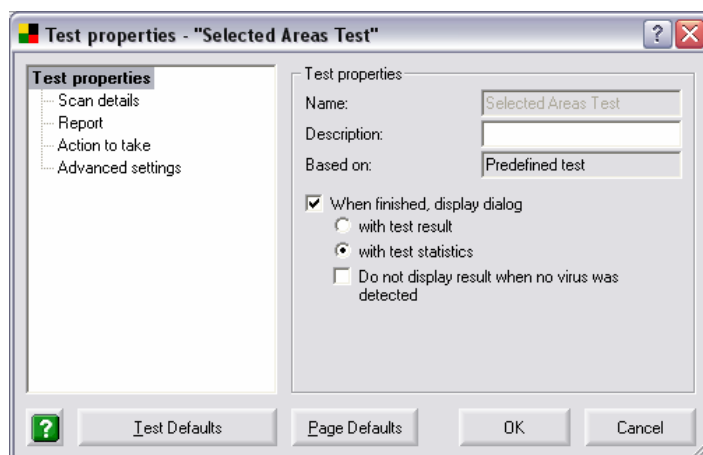 Test properties - "Selected Areas Test"
Test properties
Scan details
Report
Action to take
Advanced settings
Test properties
Name:
Selected Areas Test
Description:
Based on:
Predefined test
When finished, display dialog
with test result
with test statistics
Do not display result when no virus was
detected
Test Defaults
Page Defaults
OK
Cancel